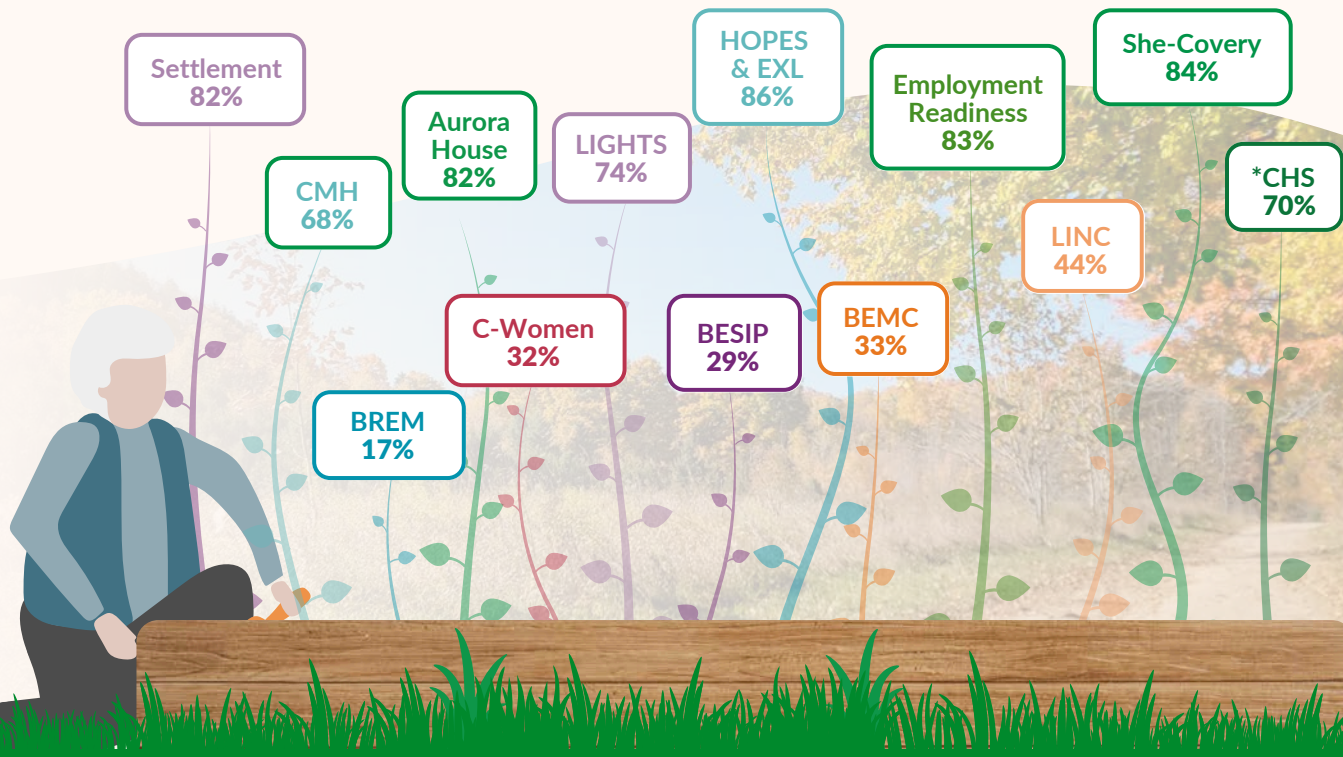 Settlement
82%
CMH
68%
Aurora
House
82%
LIGHTS
74%
HOPES
& EXL
86%
Employment
Readiness
83%
She-Covery
84%
*CHS
70%
LINC
44%
C-Women
32%
BESIP
29%
BEMC
33%
BREM
17%